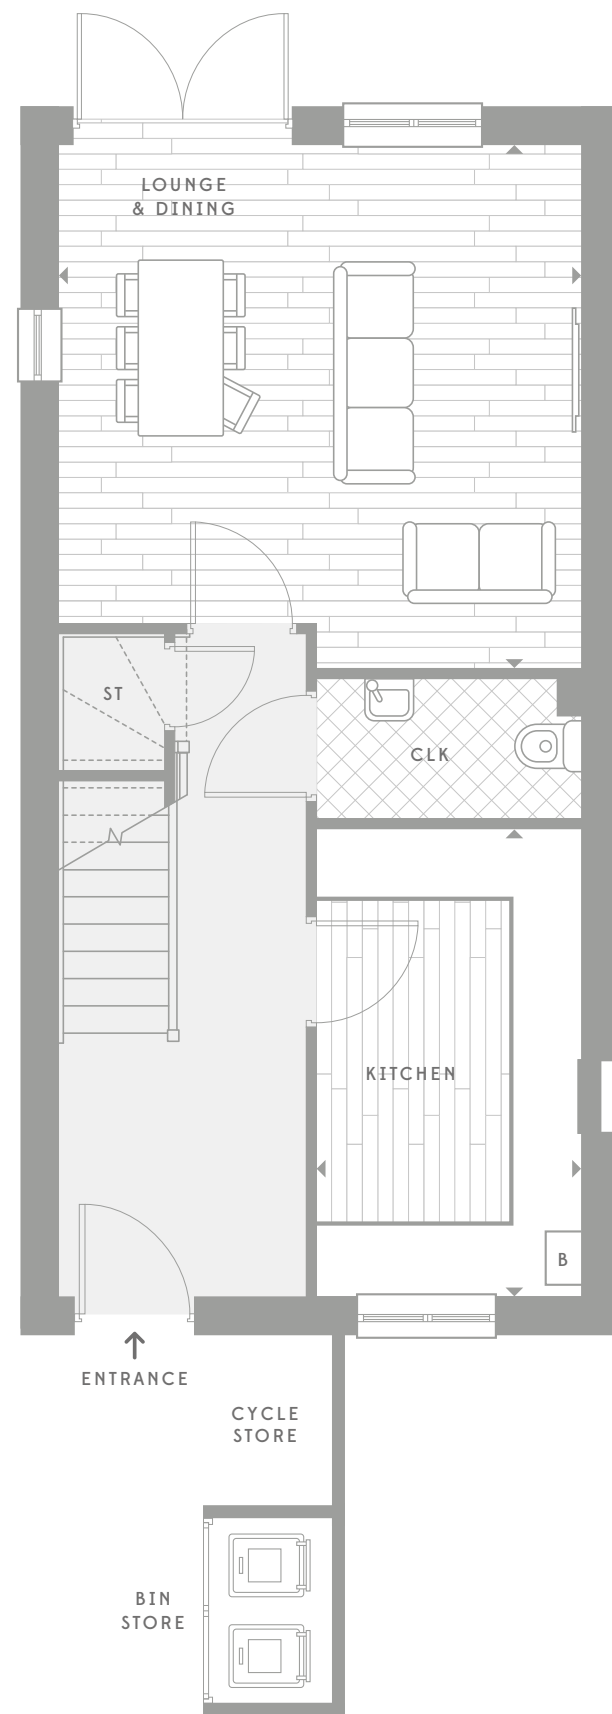 LOUNGE
& DINING
ST
CLK
KITCHEN
B
ENTRANCE
CYCLE
STORE
BIN
STORE